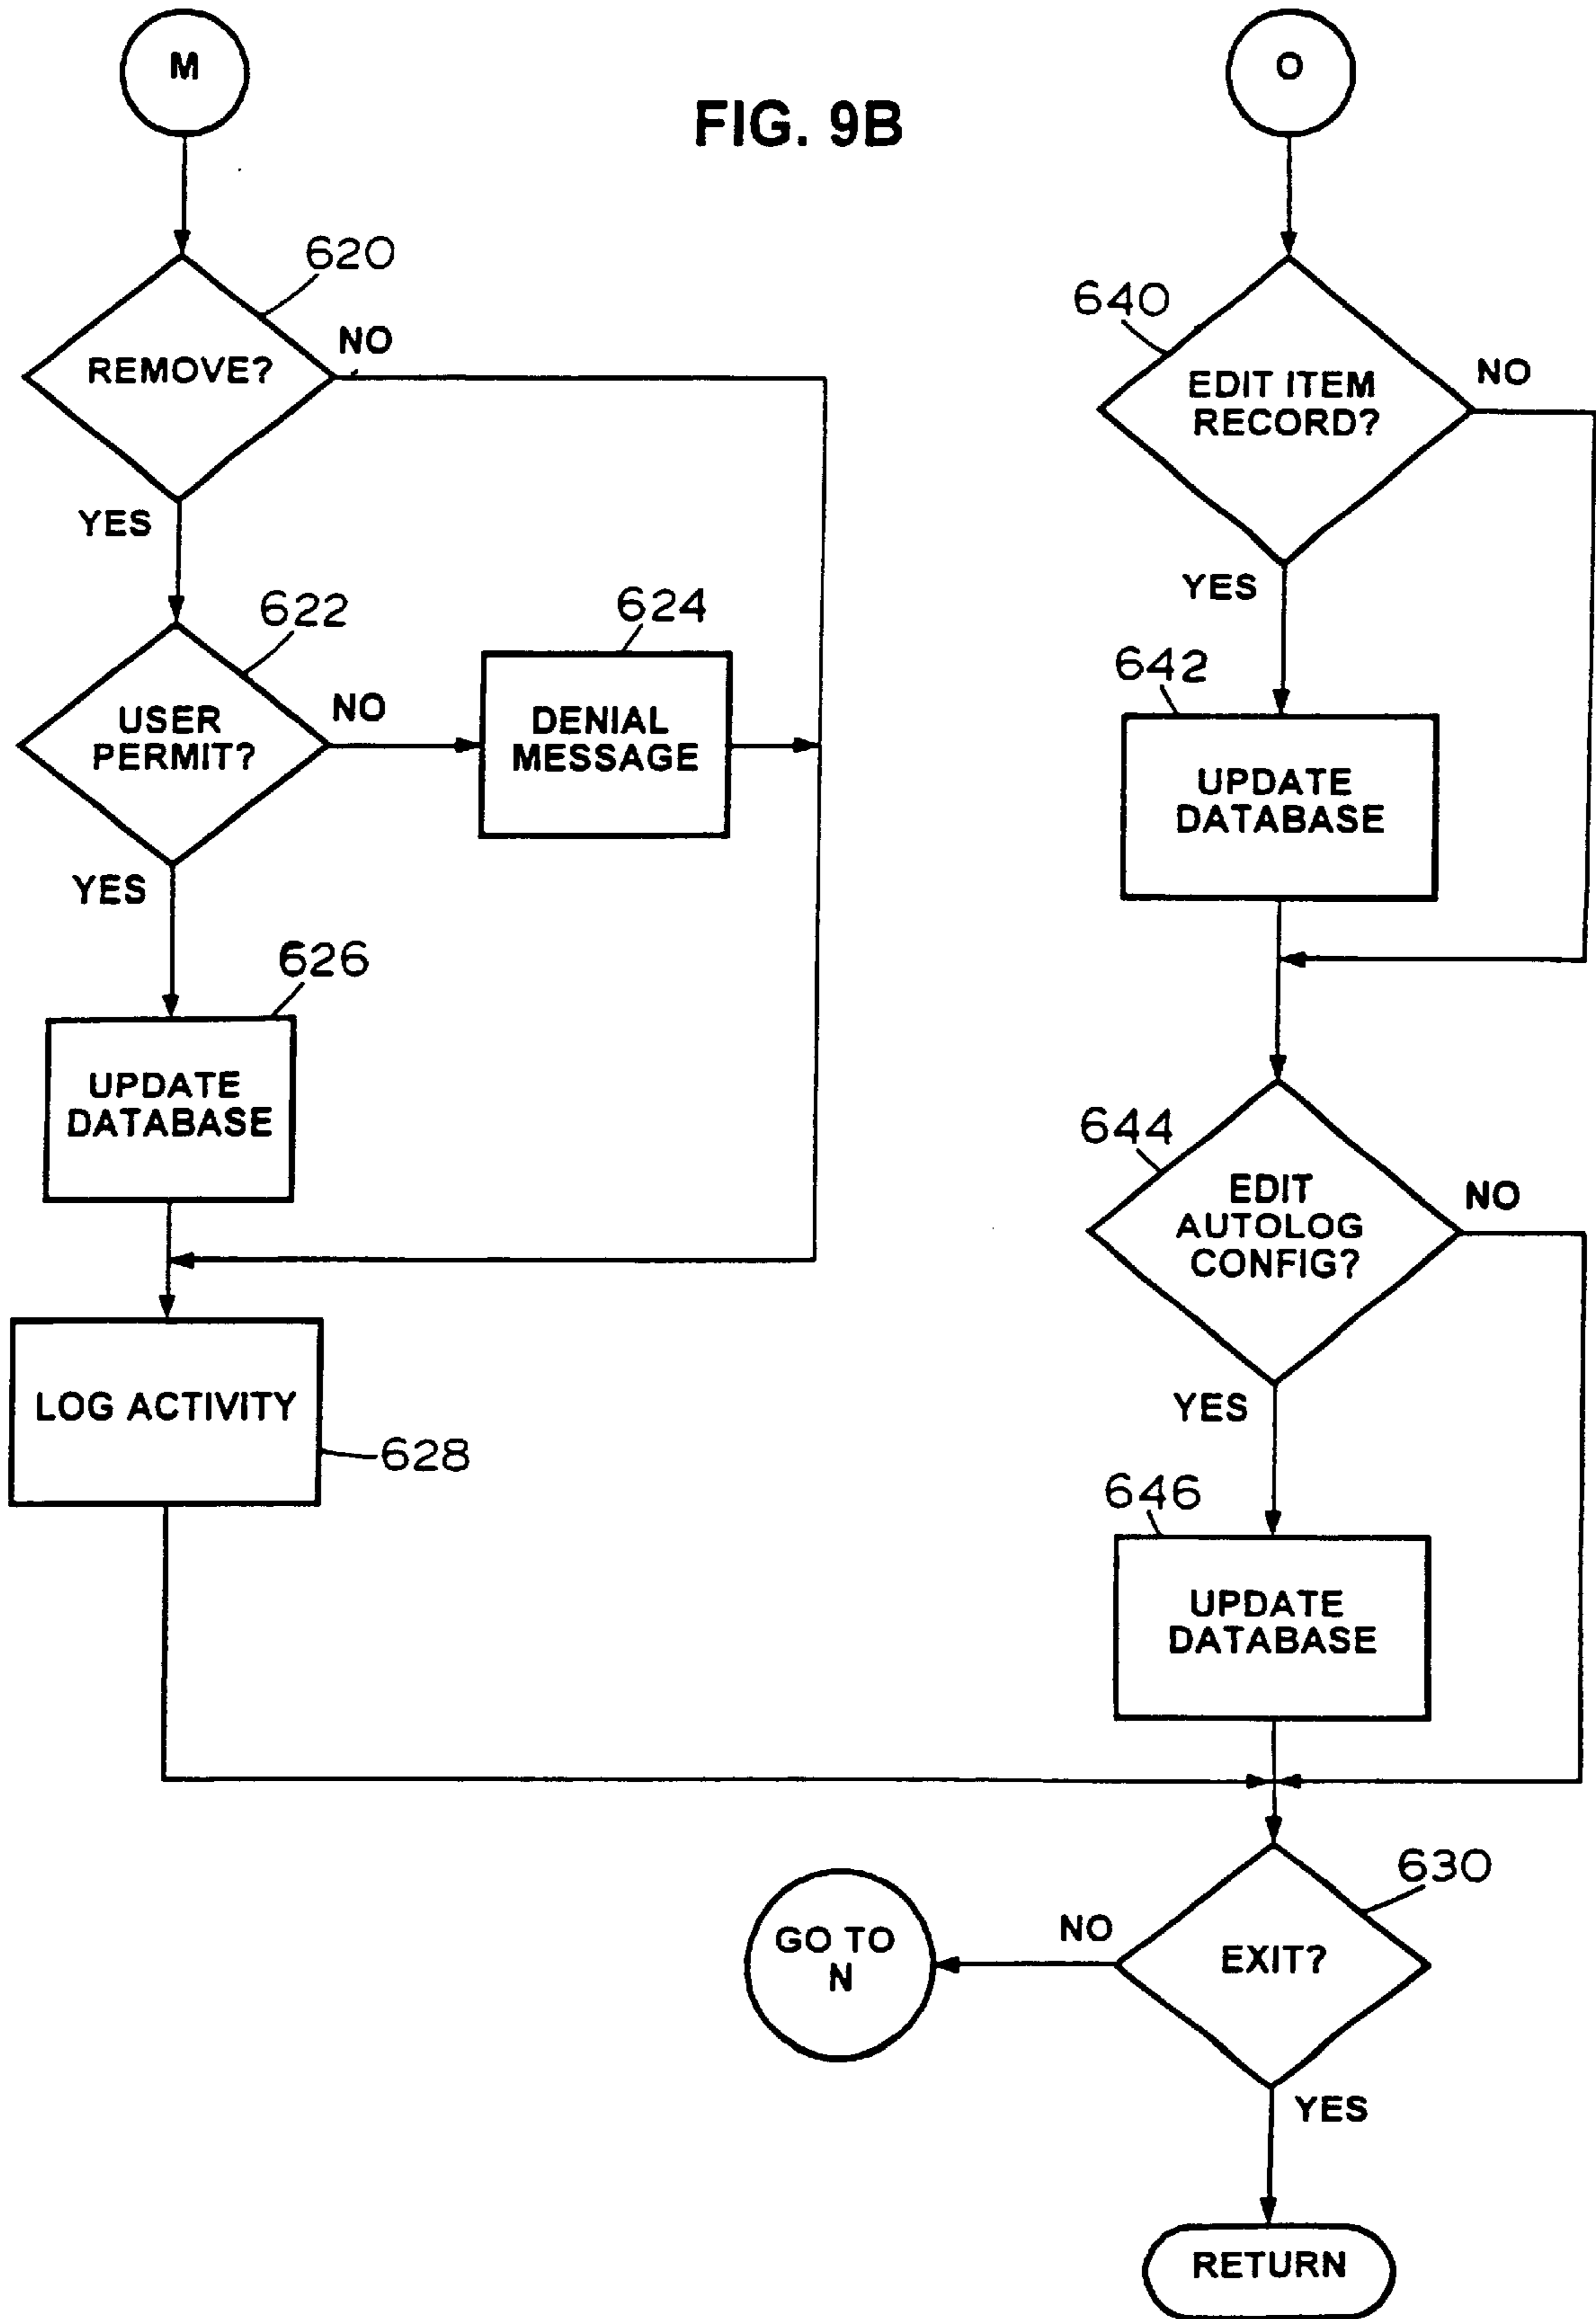 M
O
FIG. 9B
620
REMOVE?
NO
YES
622
USER
PERMIT?
NO
624
DENIAL
MESSAGE
YES
626
UPDATE
DATABASE
LOG ACTIVITY
628
640
EDIT ITEM
RECORD?
NO
YES
642
UPDATE
DATABASE
644
EDIT
AUTOLOG
CONFIG?
NO
YES
646
UPDATE
DATABASE
630
EXIT?
NO
GO TO
N
YES
RETURN